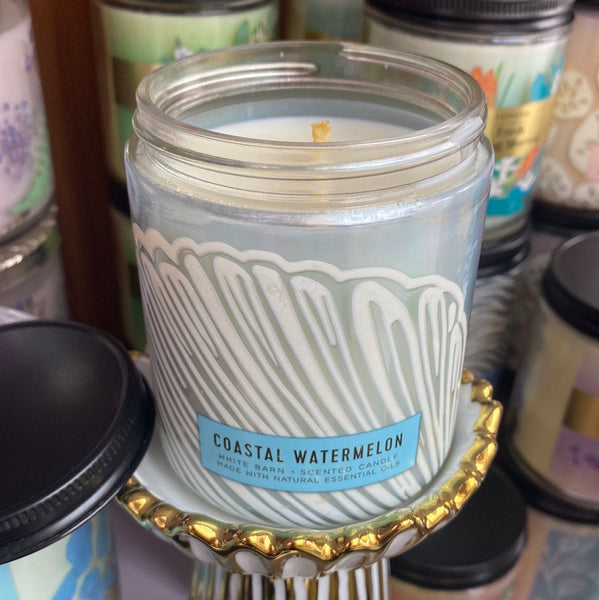 COASTAL WATERMELON
WHITE BARN • SCENTED CANDLE
MADE WITH NATURAL ESSENTIAL OILS